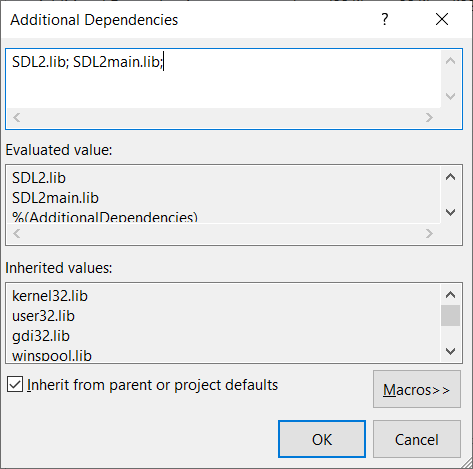 Additional Dependencies
?
SDL2.lib; SDL2main.lib;
Evaluated value:
SDL2.lib
SDL2main.lib
%(AdditionalDependencies)
Inherited values:
kernel32.lib
user32.lib
gdi32.lib
winspool.lib
Inherit from parent or project defaults
Macros>>
OK
Cancel